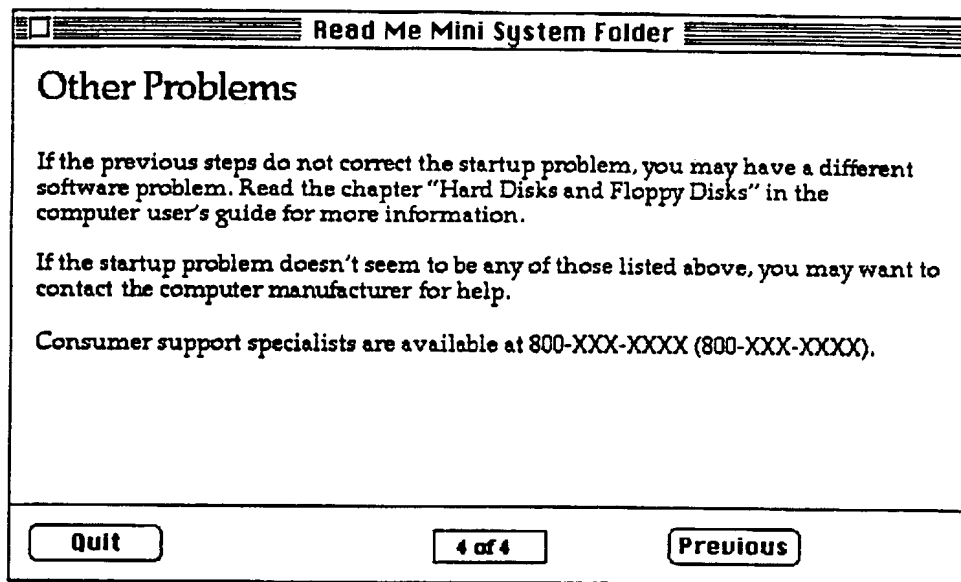 Read Me Mini System Folder
Other Problems
If the previous steps do not correct the startup problem, you may have a different
software problem. Read the chapter "Hard Disks and Floppy Disks" in the
computer user's guide for more information.
If the startup problem doesn't seem to be any of those listed above, you may want to
contact the computer manufacturer for help.
Consumer support specialists are available at 800-XXX-XXXX (800-XXX-XXXX).
Quit
4 of 4
Previous